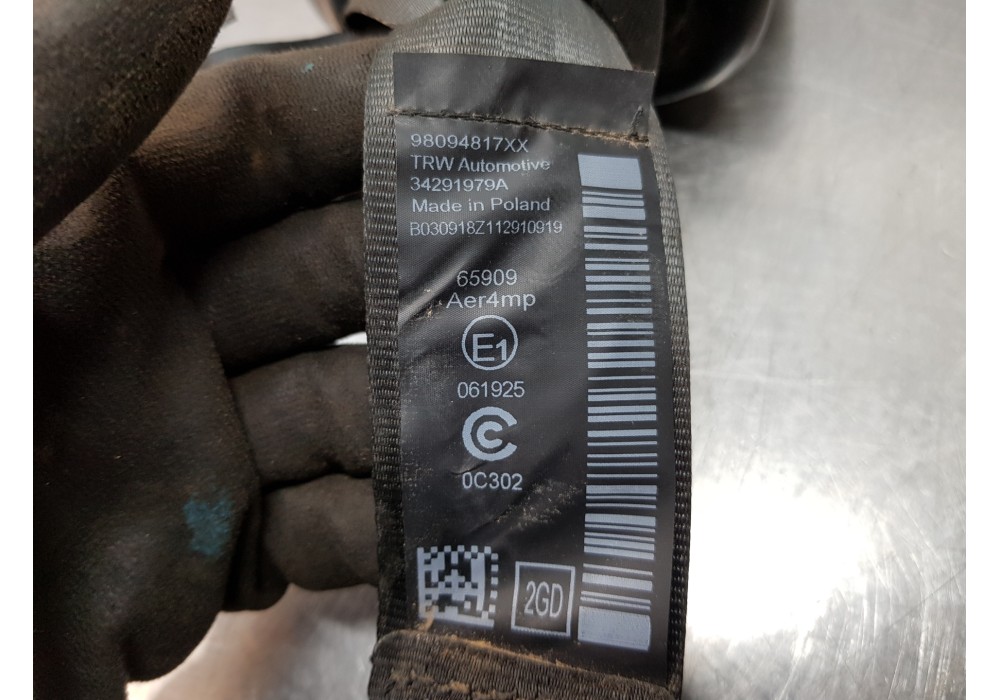 98094817XX
TRW Automotive
34291979A
Made in Poland
B030918Z112910919
65909
Aer4mp
E1
061925
0C302
2GD